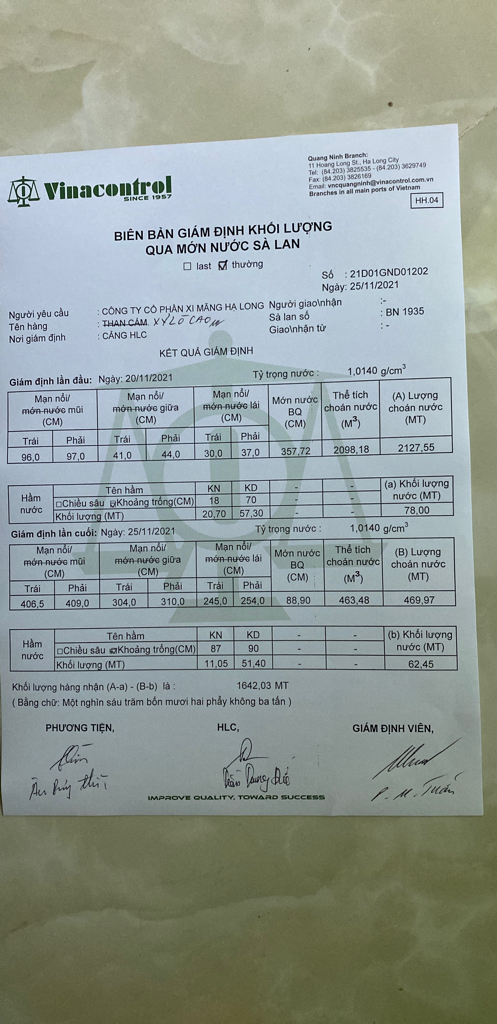 Vinacontrol
SINCE 1957
Quang Ninh Branch:
11 Hoang Long St., Ha Long City
Tel: (84.203) 3825535 - (84.203) 3629749
Fax: (84.203) 3826169
Email: vncquangninh@vinacontrol.com.vn
Branches in all main ports of Vietnam
HH.04
BIÊN BẢN GIÁM ĐỊNH KHỐI LƯỢNG
QUA MỚN NƯỚC SÀ LAN
last thường
Số : 21D01GND01202
Ngày: 25/11/2021
Người yêu cầu : CÔNG TY CỔ PHẦN XI MĂNG HẠ LONG Người giao\nhận :-
Tên hàng : THAN CÁM. XỶ LÒ CAO Sà lan số : BN 1935
Nơi giám định : CẢNG HLC Giao\nhận từ : -
KẾT QUẢ GIÁM ĐỊNH
Giám định lần đầu: Ngày: 20/11/2021 Tỷ trọng nước : 1,0140 g/cm3
Mạn nổi/ mớn nước mũi (CM) Mạn nổi/ mớn nước giữa (CM) Mạn nổi/ mớn nước lái (CM) Mớn nước BQ (CM) Thể tích choán nước (M3) (A) Lượng choán nước (MT)
Trái Phải Trái Phải Trái Phải
96,0 97,0 41,0 44,0 30,0 37,0 357,72 2098,18 2127,55
Hầm nước Tên hầm KN KD - - - (a) Khối lượng nước (MT)
Chiều sâu Khoảng trống(CM) 18 70 - - -
Khối lượng (MT) 20,70 57,30 - - - 78,00
Giám định lần cuối: Ngày: 25/11/2021 Tỷ trọng nước : 1,0140 g/cm3
Mạn nổi/ mớn nước mũi (CM) Mạn nổi/ mớn nước giữa (CM) Mạn nổi/ mớn nước lái (CM) Mớn nước BQ (CM) Thể tích choán nước (M3) (B) Lượng choán nước (MT)
Trái Phải Trái Phải Trái Phải
406,5 409,0 304,0 310,0 245,0 254,0 88,90 463,48 469,97
Hầm nước Tên hầm KN KD - - - (b) Khối lượng nước (MT)
Chiều sâu Khoảng trống(CM) 87 90 - - -
Khối lượng (MT) 11,05 51,40 - - - 62,45
Khối lượng hàng nhận (A-a) - (B-b) là : 1642,03 MT
( Bằng chữ: Một nghìn sáu trăm bốn mươi hai phẩy không ba tấn )
PHƯƠNG TIỆN, HLC, GIÁM ĐỊNH VIÊN,
P. M. Tuấn
IMPROVE QUALITY, TOWARD SUCCESS